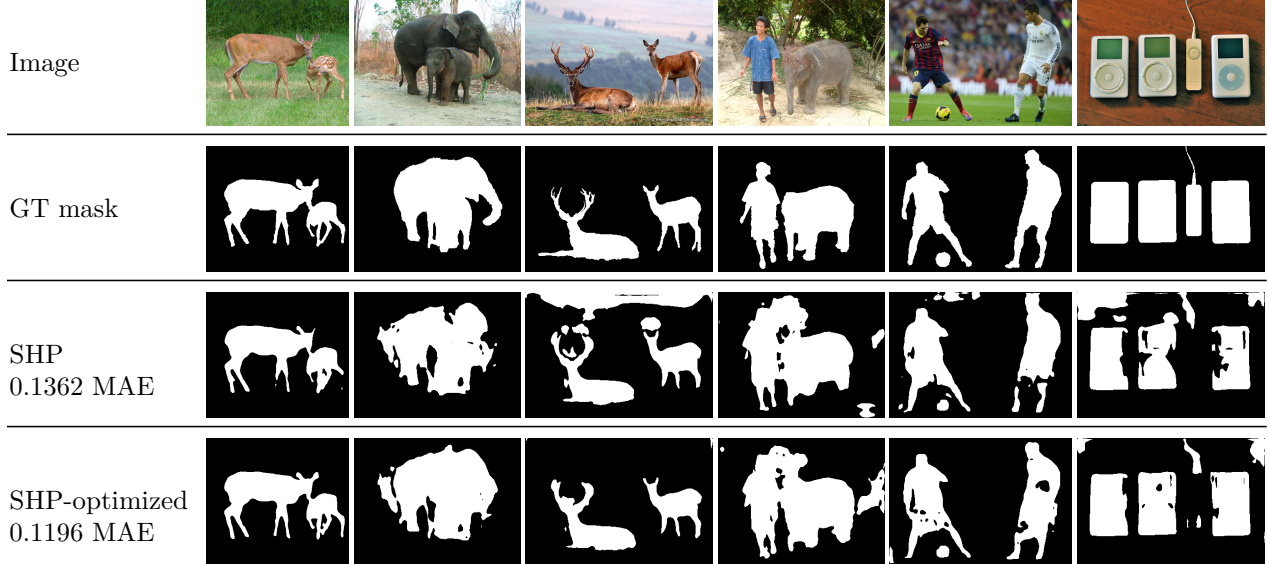 Image
GT mask
SHP
0.1362 MAE
SHP-optimized
0.1196 MAE